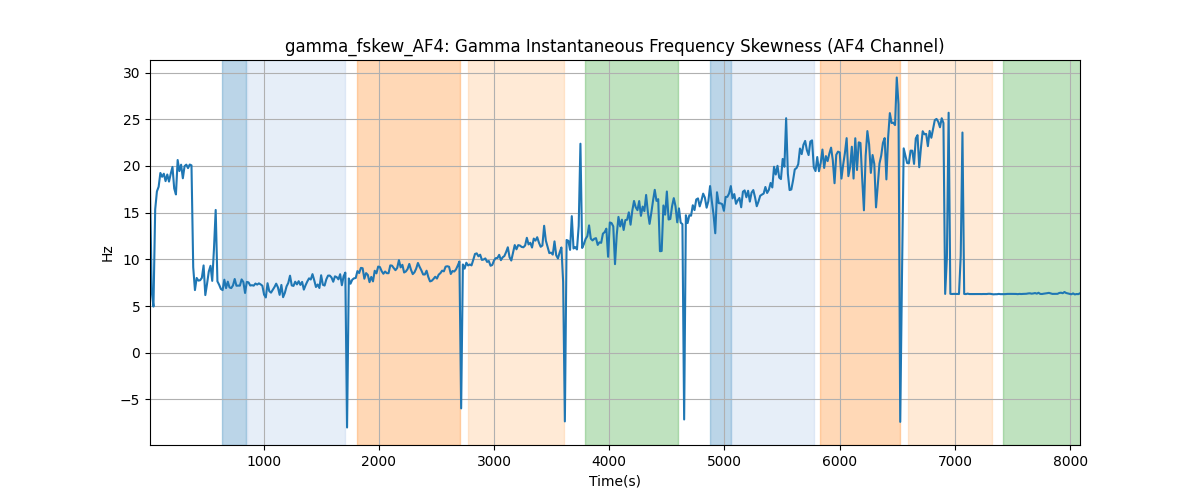 gamma_fskew_AF4: Gamma Instantaneous Frequency Skewness (AF4 Channel)
30
25
20
15
10
5
0
−5
Hz
1000 2000 3000 4000 5000 6000 7000 8000
Time(s)